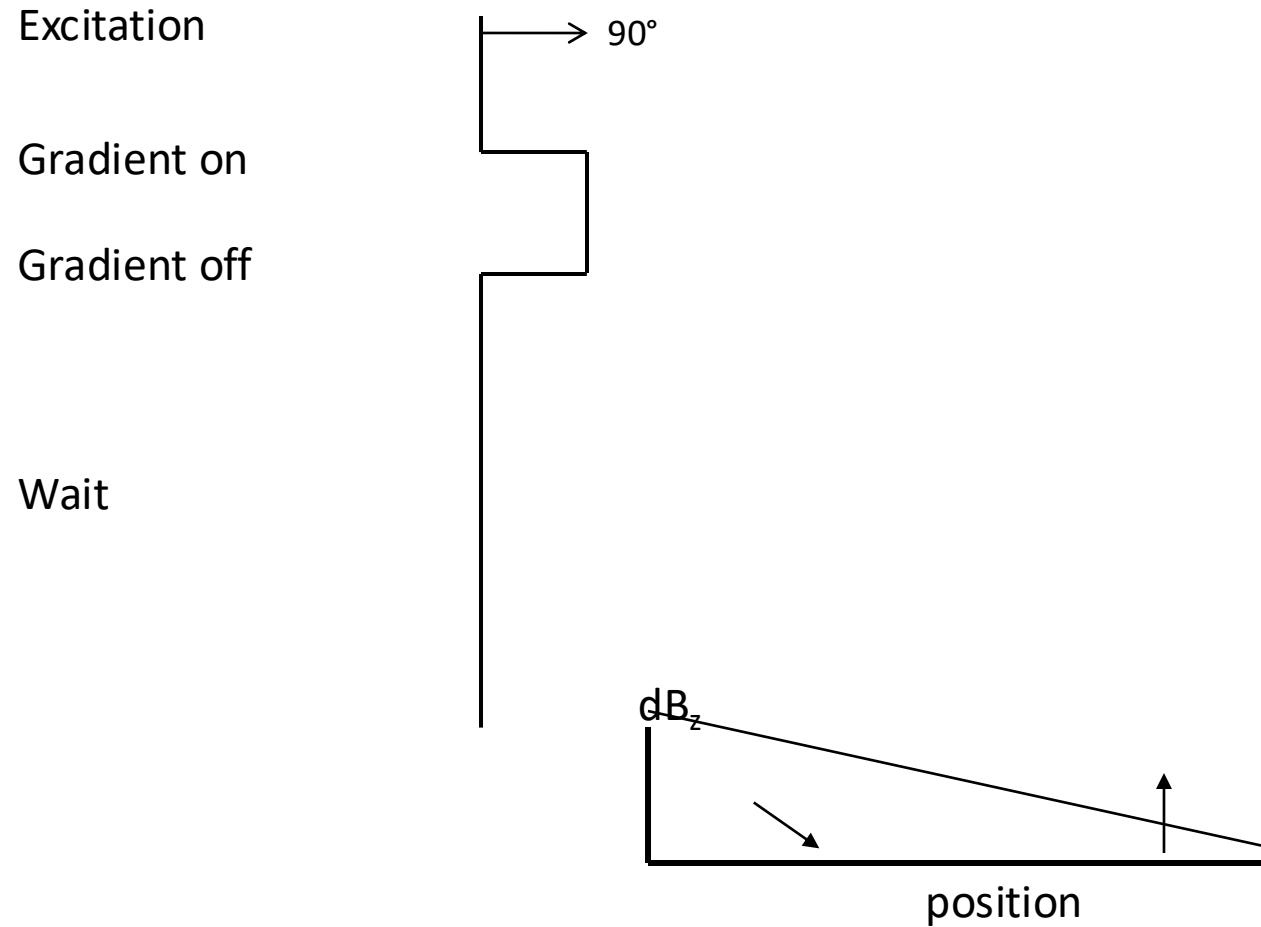 Excitation
90°
Gradient on
Gradient off
Wait
dBz
position